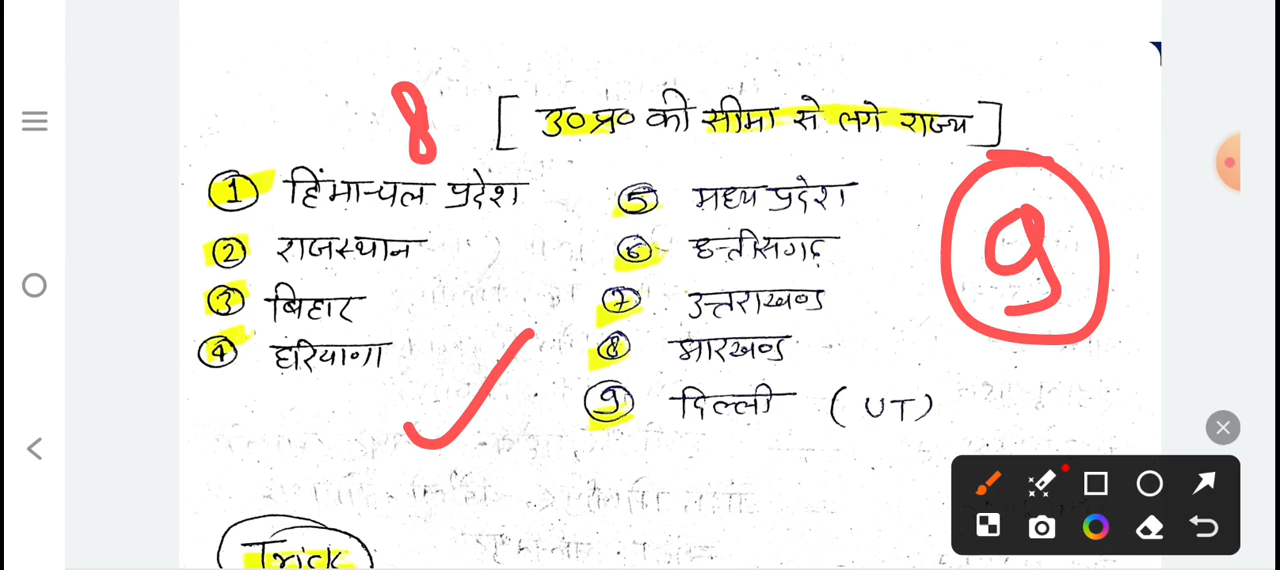 8
[ उ०प्र० की सीमा से लगे राज्य ]
① हिंमाचल प्रदेश
② राजस्थान
③ बिहार
④ हरियाणा
⑤ मध्य प्रदेश
⑥ छत्तीसगढ़
⑦ उत्तराखण्ड
⑧ झारखण्ड
⑨ दिल्ली (UT)
9
Trick